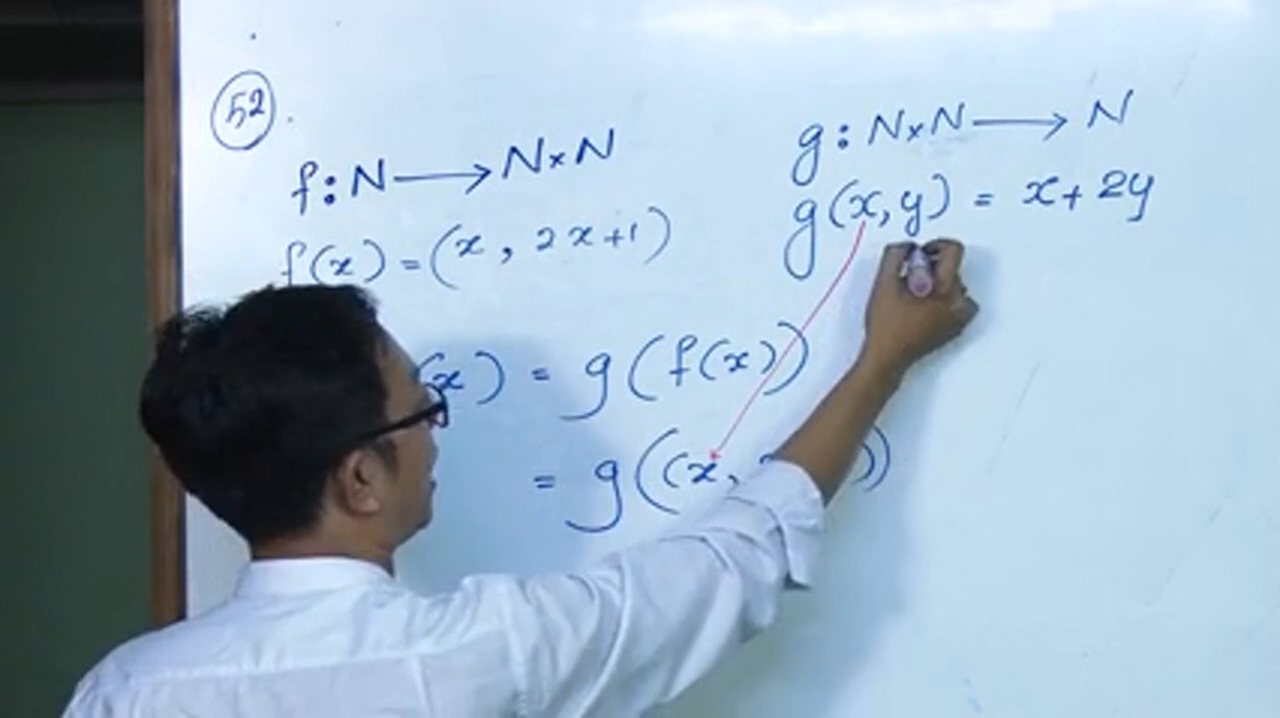 52.
f : N ⟶ N×N
f(x) = (x, 2x+1)
g : N×N ⟶ N
g(x, y) = x + 2y
x) = g(f(x))
= g((x, ))